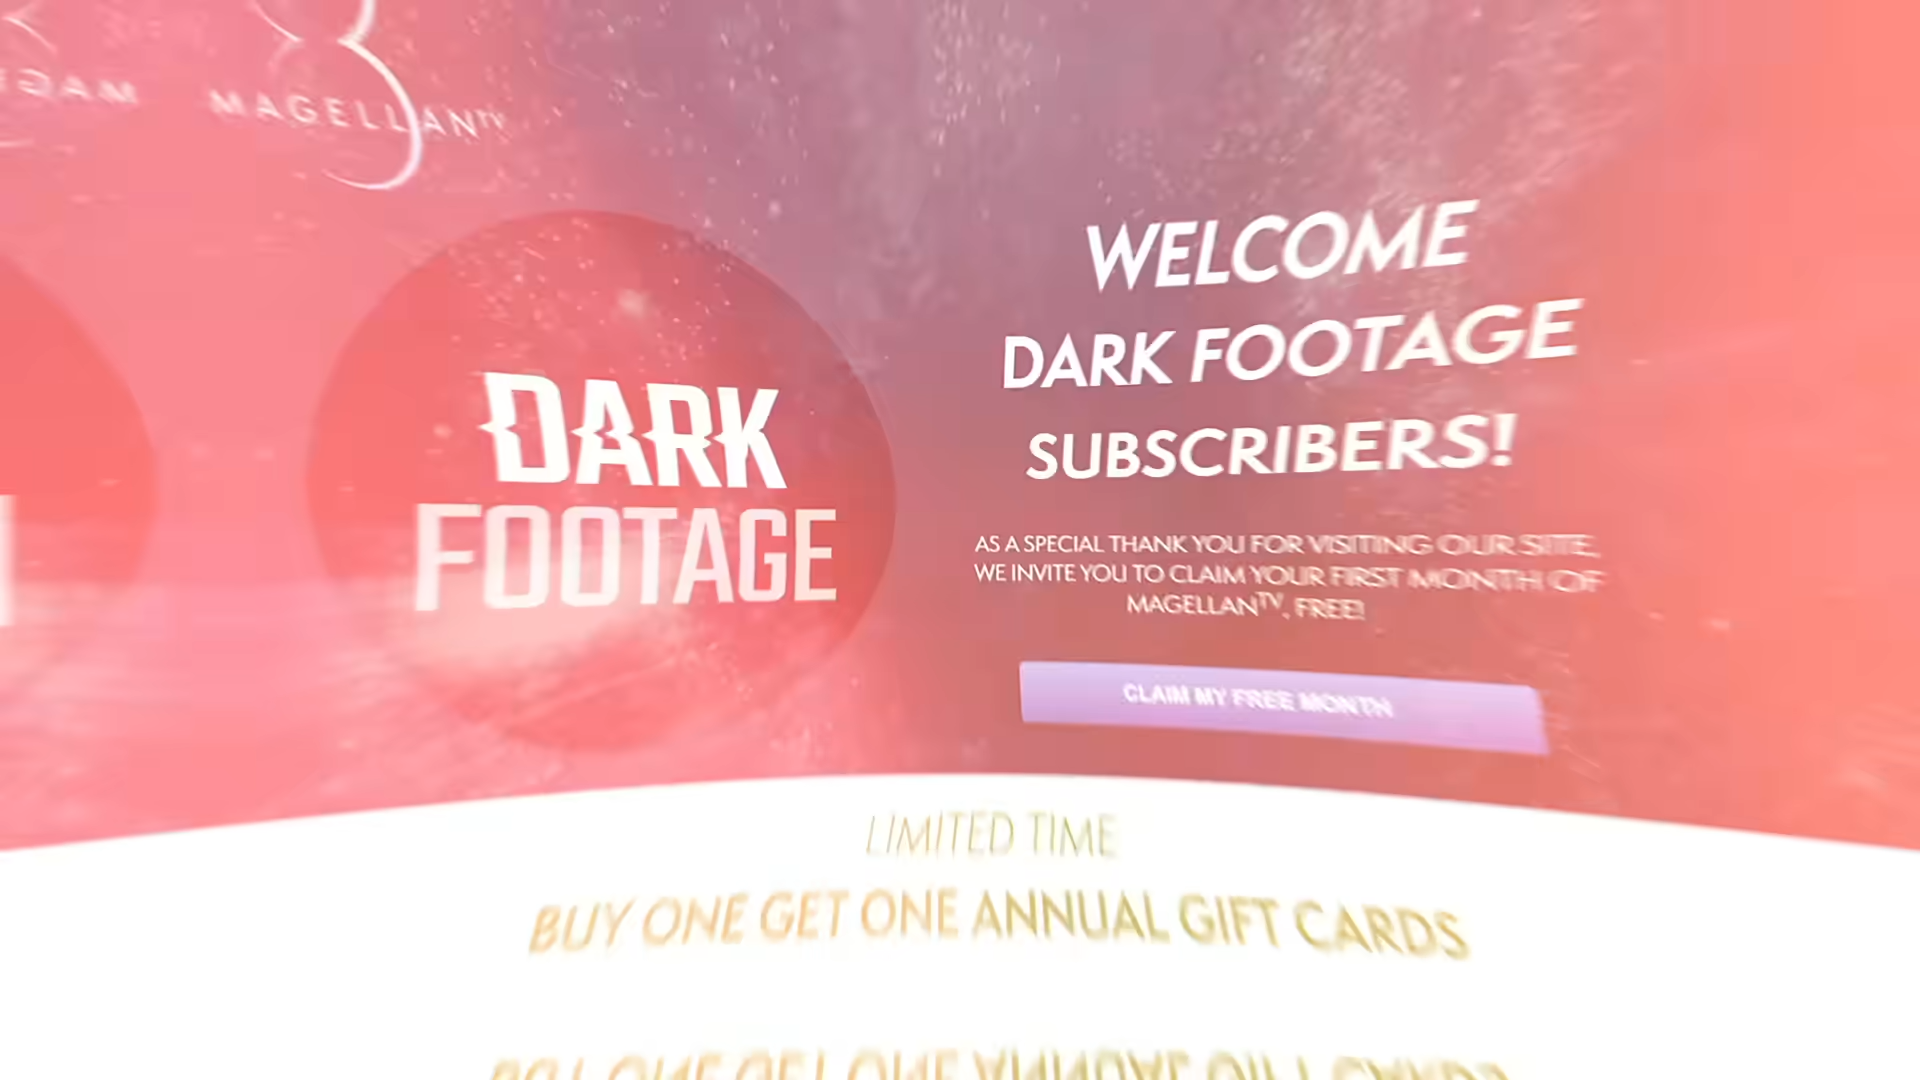 MAGELLANTV
DARK
FOOTAGE
WELCOME
DARK FOOTAGE
SUBSCRIBERS!
AS A SPECIAL THANK YOU FOR VISITING OUR SITE,
WE INVITE YOU TO CLAIM YOUR FIRST MONTH OF
MAGELLANTV, FREE!
CLAIM MY FREE MONTH
LIMITED TIME
BUY ONE GET ONE ANNUAL GIFT CARDS